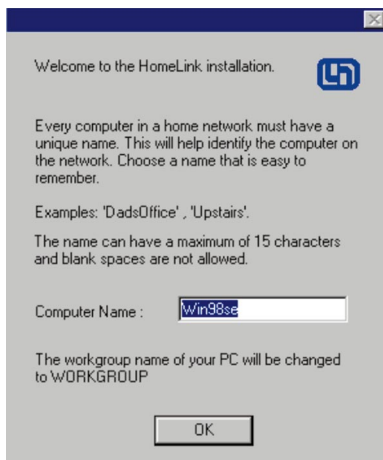 Welcome to the HomeLink installation.
Every computer in a home network must have a
unique name. This will help identify the computer on
the network. Choose a name that is easy to
remember.
Examples: 'DadsOffice' , 'Upstairs'.
The name can have a maximum of 15 characters
and blank spaces are not allowed.
Computer Name :
Win98se
The workgroup name of your PC will be changed
to WORKGROUP
OK